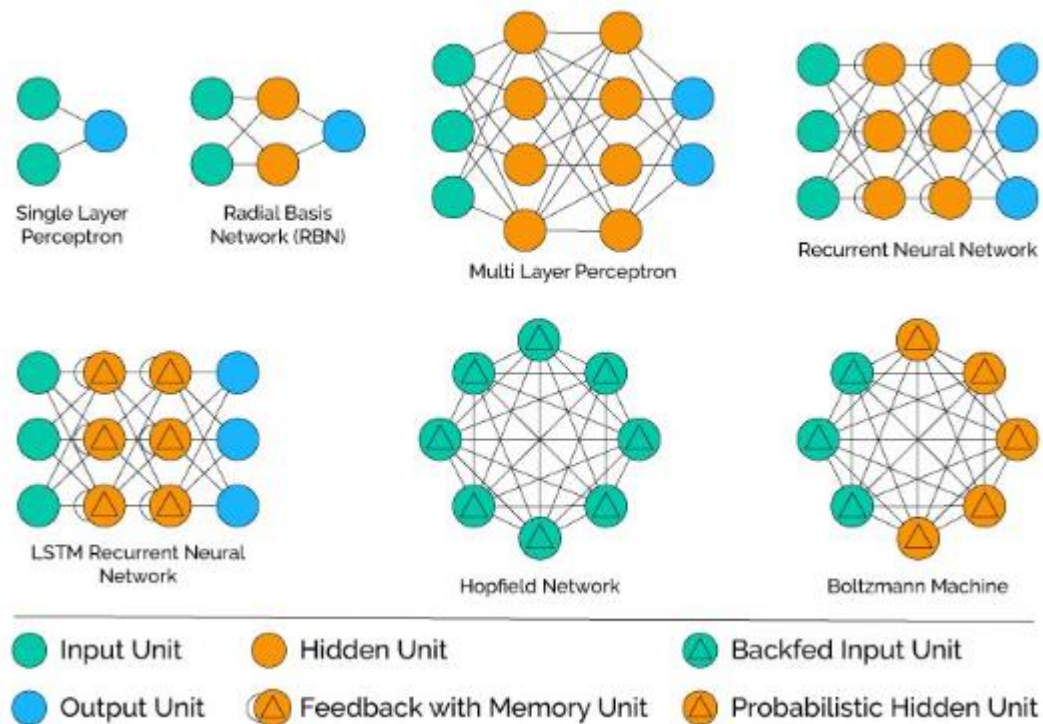 Single Layer
Perceptron
Radial Basis
Network (RBN)
Multi Layer Perceptron
Recurrent Neural Network
LSTM Recurrent Neural
Network
Hopfield Network
Boltzmann Machine
Input Unit
Hidden Unit
Backfed Input Unit
Output Unit
Feedback with Memory Unit
Probabilistic Hidden Unit